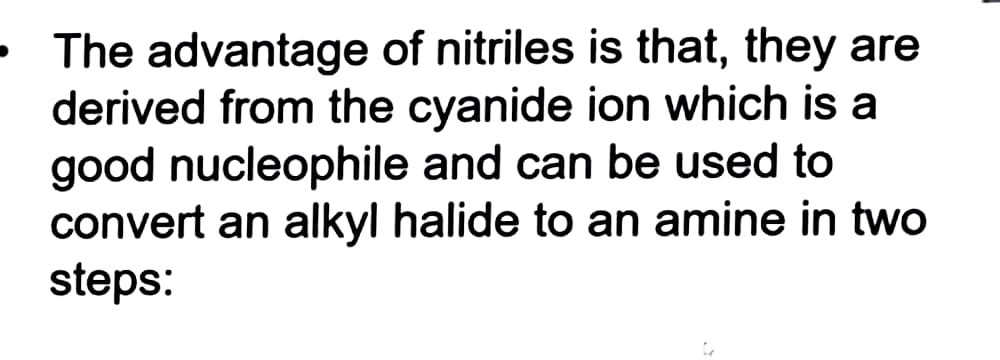 • The advantage of nitriles is that, they are
derived from the cyanide ion which is a
good nucleophile and can be used to
convert an alkyl halide to an amine in two
steps: